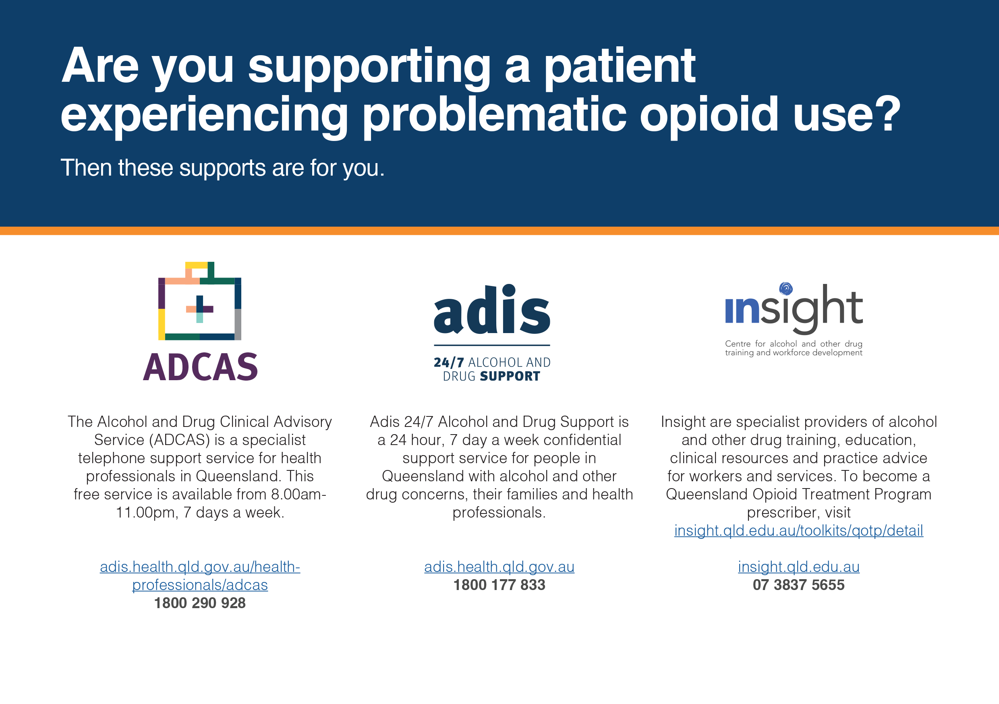 Are you supporting a patient
experiencing problematic opioid use?
Then these supports are for you.
ADCAS
The Alcohol and Drug Clinical Advisory
Service (ADCAS) is a specialist
telephone support service for health
professionals in Queensland. This
free service is available from 8.00am-
11.00pm, 7 days a week.
adis.health.qld.gov.au/health-
professionals/adcas
1800 290 928
adis
24/7 ALCOHOL AND
DRUG SUPPORT
Adis 24/7 Alcohol and Drug Support is
a 24 hour, 7 day a week confidential
support service for people in
Queensland with alcohol and other
drug concerns, their families and health
professionals.
adis.health.qld.gov.au
1800 177 833
insight
Centre for alcohol and other drug
training and workforce development
Insight are specialist providers of alcohol
and other drug training, education,
clinical resources and practice advice
for workers and services. To become a
Queensland Opioid Treatment Program
prescriber, visit
insight.qld.edu.au/toolkits/qotp/detail
insight.qld.edu.au
07 3837 5655